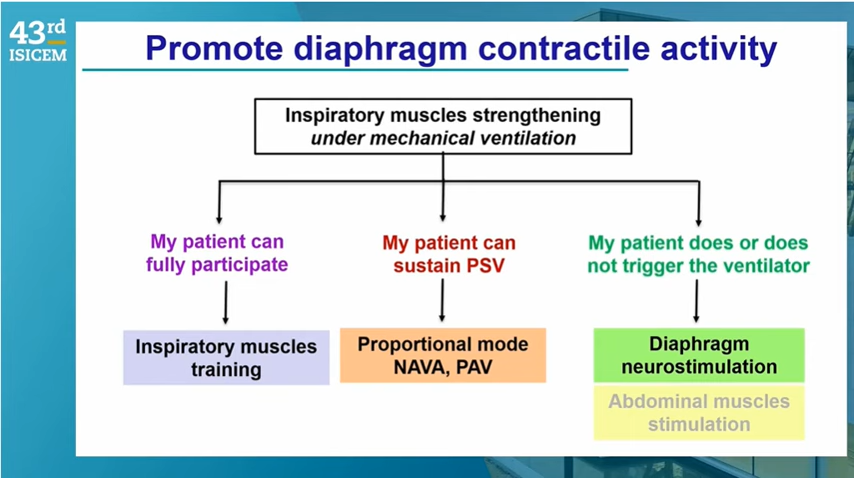 43rd
ISICEM
Promote diaphragm contractile activity
Inspiratory muscles strengthening
under mechanical ventilation
My patient can
fully participate
My patient can
sustain PSV
My patient does or does
not trigger the ventilator
Inspiratory muscles
training
Proportional mode
NAVA, PAV
Diaphragm
neurostimulation
Abdominal muscles
stimulation